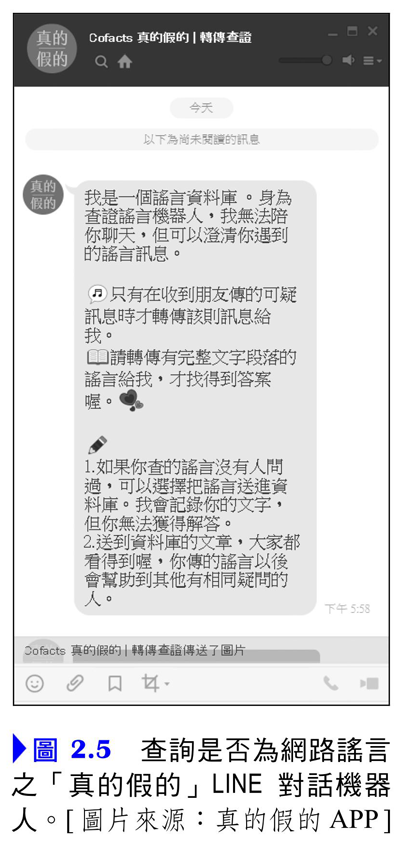 真的
假的
Cofacts 真的假的 | 轉傳查證
今天
以下為尚未閱讀的訊息
真的
假的
我是一個謠言資料庫。身為
查證謠言機器人，我無法陪
你聊天，但可以澄清你遇到
的謠言訊息。
只有在收到朋友傳的可疑
訊息時才轉傳該則訊息給
我。
請轉傳有完整文字段落的
謠言給我，才找得到答案
喔。
1.如果你查的謠言沒有人問
過，可以選擇把謠言送進資
料庫。我會記錄你的文字，
但你無法獲得解答。
2.送到資料庫的文章，大家都
看得到喔，你傳的謠言以後
會幫助到其他有相同疑問的
人。
下午 5:58
Cofacts 真的假的 | 轉傳查證傳送了圖片
圖 2.5 查詢是否為網路謠言
之「真的假的」LINE 對話機器
人。[圖片來源：真的假的 APP]